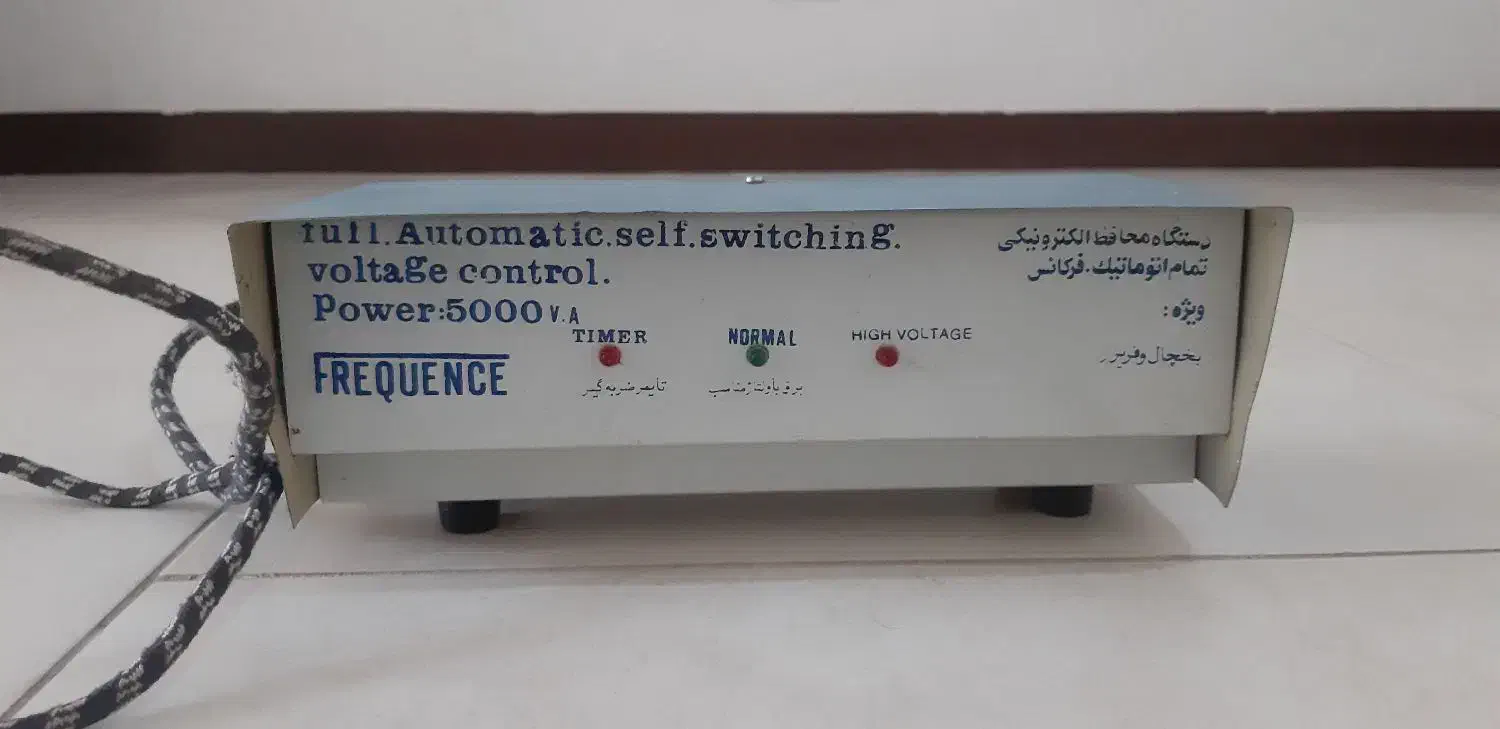 full.Automatic.self.switching.
voltage control.
Power:5000 V.A
FREQUENCE
TIMER
تایمر ضربه گیر
NORMAL
برق با ولتاژ مناسب
HIGH VOLTAGE
دستگاه محافظ الکترونیکی
تمام اتوماتیك.فرکانس
ویژه:
یخچال و فریزر